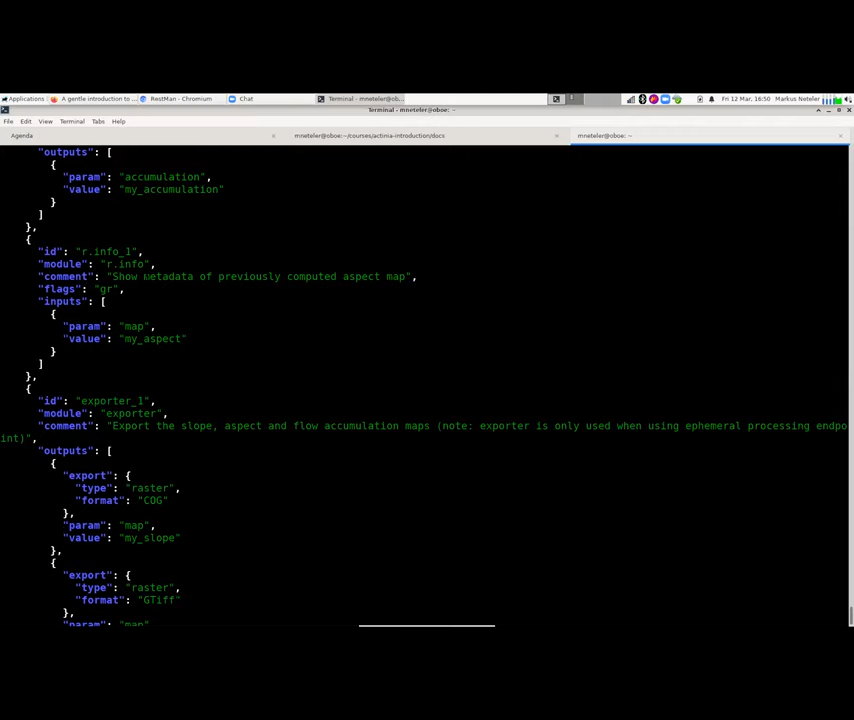 Applications
A gentle introduction to ...
RestMan - Chromium
Chat
Terminal - mneteler@ob...
Fri 12 Mar, 16:50
Markus Neteler
Terminal - mneteler@oboe: ~
File Edit View Terminal Tabs Help
Agenda
mneteler@oboe:~/courses/actinia-introduction/docs
mneteler@oboe: ~
"outputs": [
{
"param": "accumulation",
"value": "my_accumulation"
}
]
},
{
"id": "r.info_1",
"module": "r.info",
"comment": "Show metadata of previously computed aspect map",
"flags": "gr",
"inputs": [
{
"param": "map",
"value": "my_aspect"
}
]
},
{
"id": "exporter_1",
"module": "exporter",
"comment": "Export the slope, aspect and flow accumulation maps (note: exporter is only used when using ephemeral processing endpo
int)",
"outputs": [
{
"export": {
"type": "raster",
"format": "COG"
},
"param": "map",
"value": "my_slope"
},
{
"export": {
"type": "raster",
"format": "GTiff"
},
"param": "map"